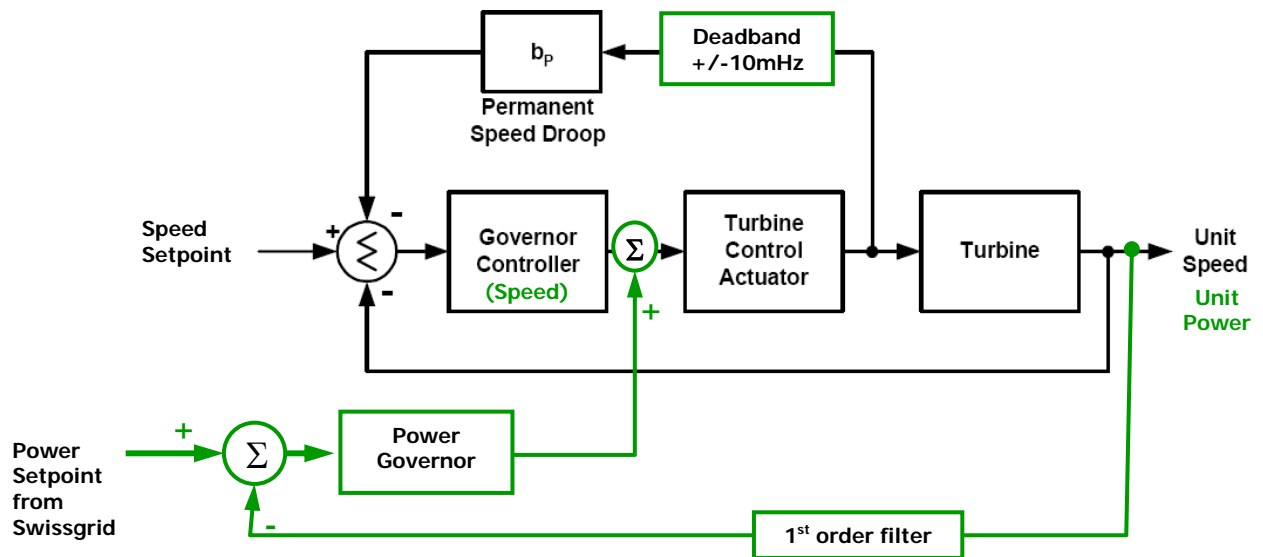 b_P
Deadband
+/-10mHz
Permanent
Speed Droop
Speed
Setpoint
+
-
-
Σ
Governor
Controller
(Speed)
Σ
+
Turbine
Control
Actuator
Turbine
Unit
Speed
Unit
Power
Power
Setpoint
from
Swissgrid
+
Σ
-
Power
Governor
1st order filter